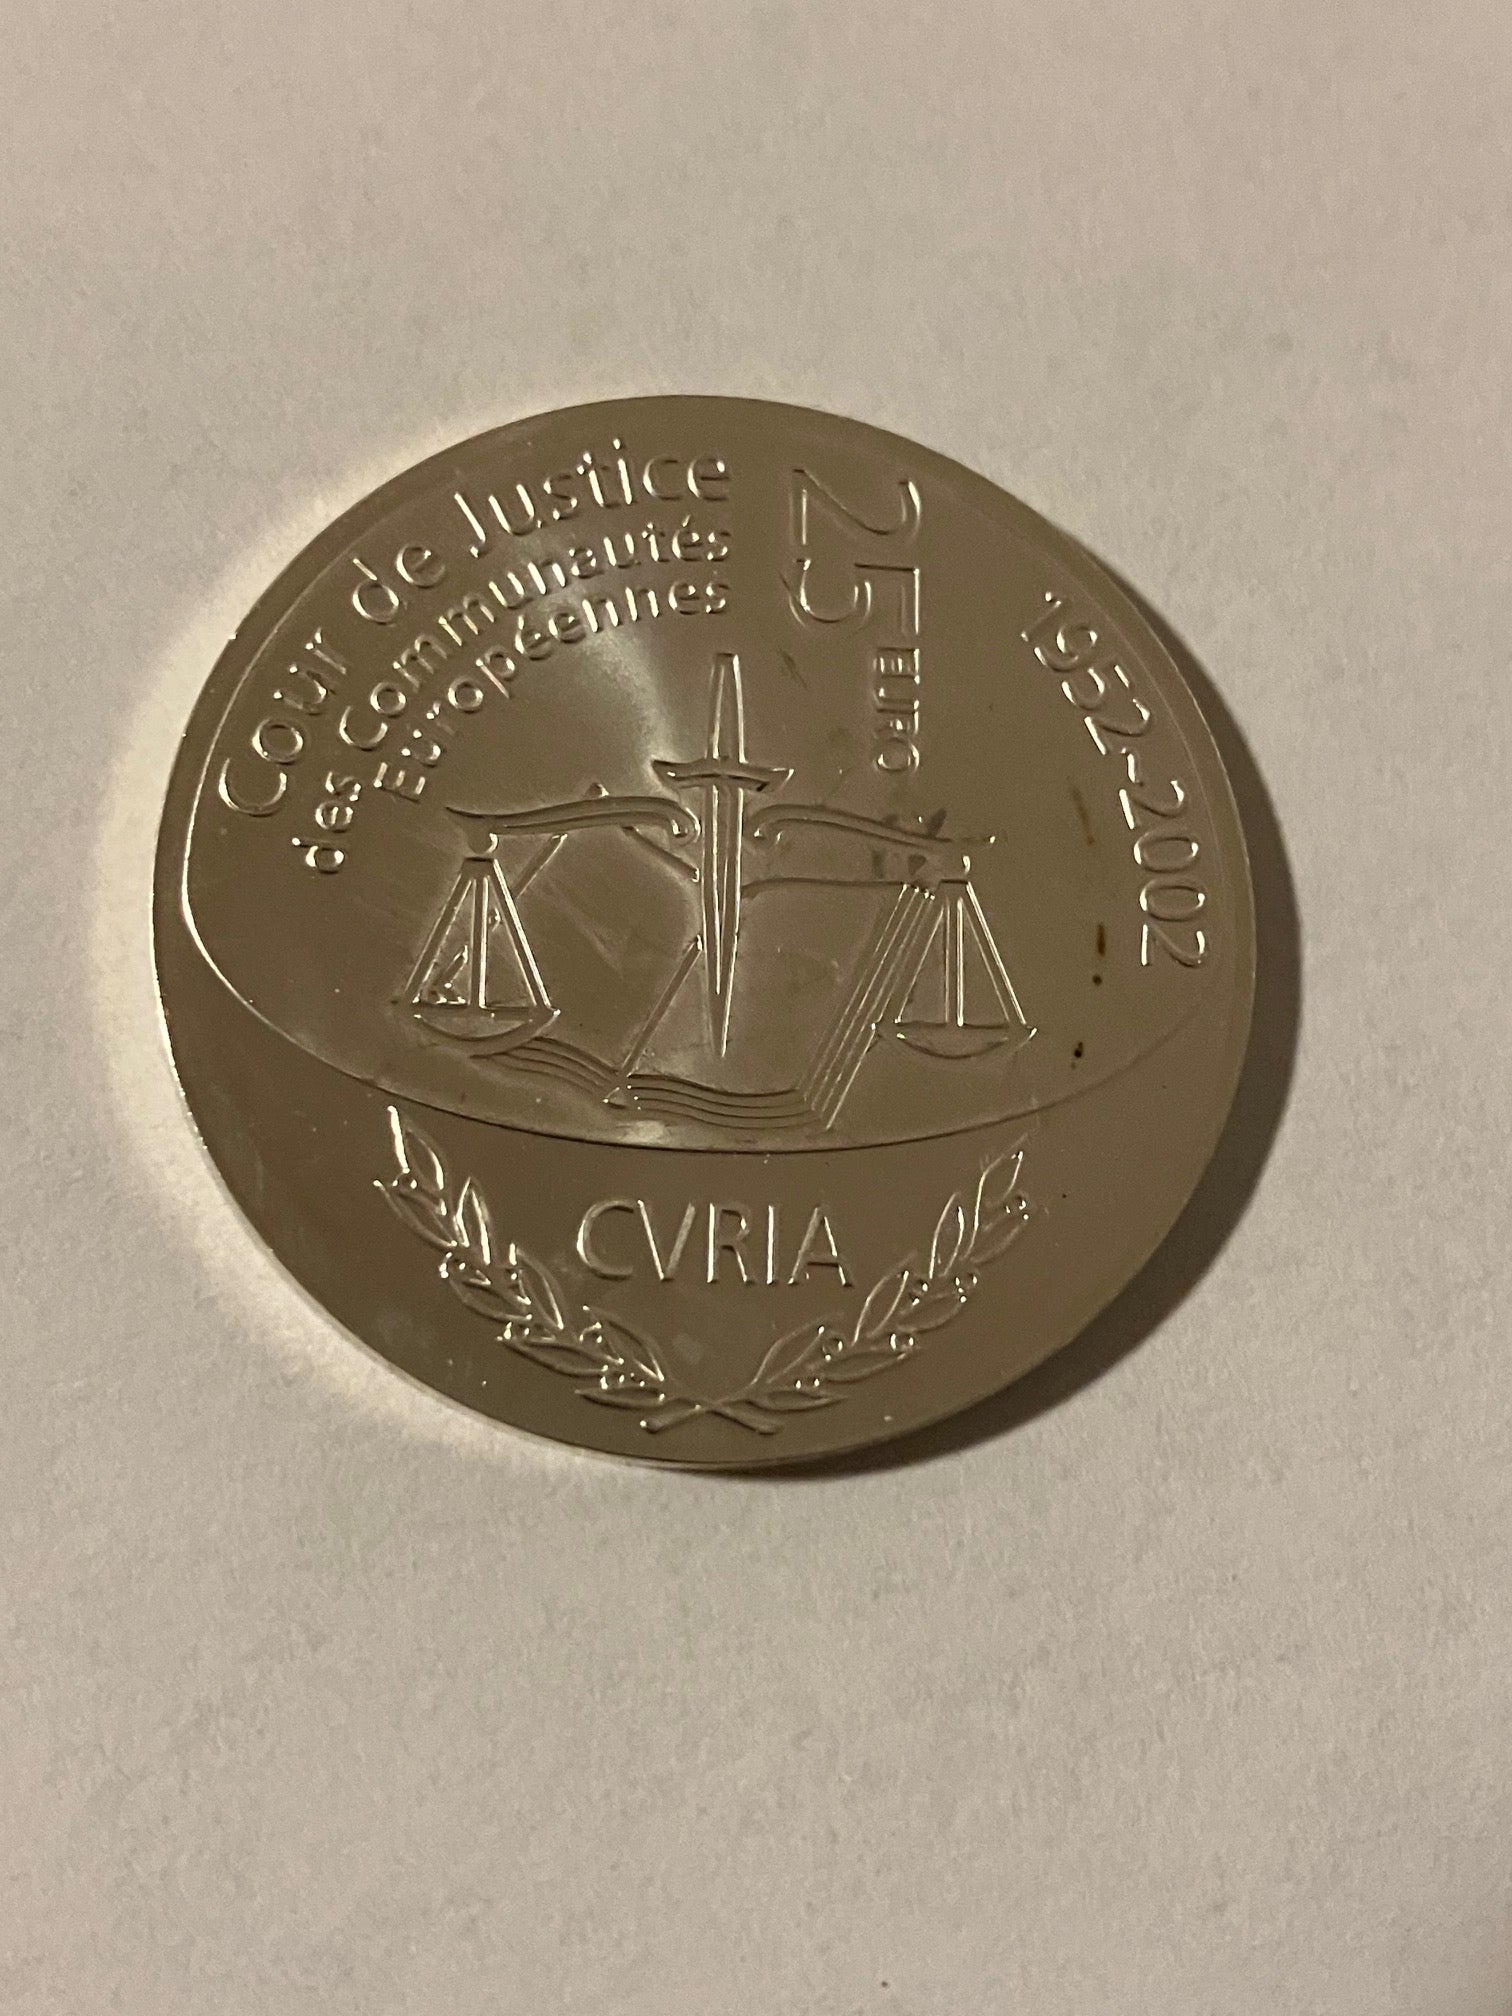 Cour de Justice
des Communautés
Européennes
25
EURO
1952-2002
CVRIA